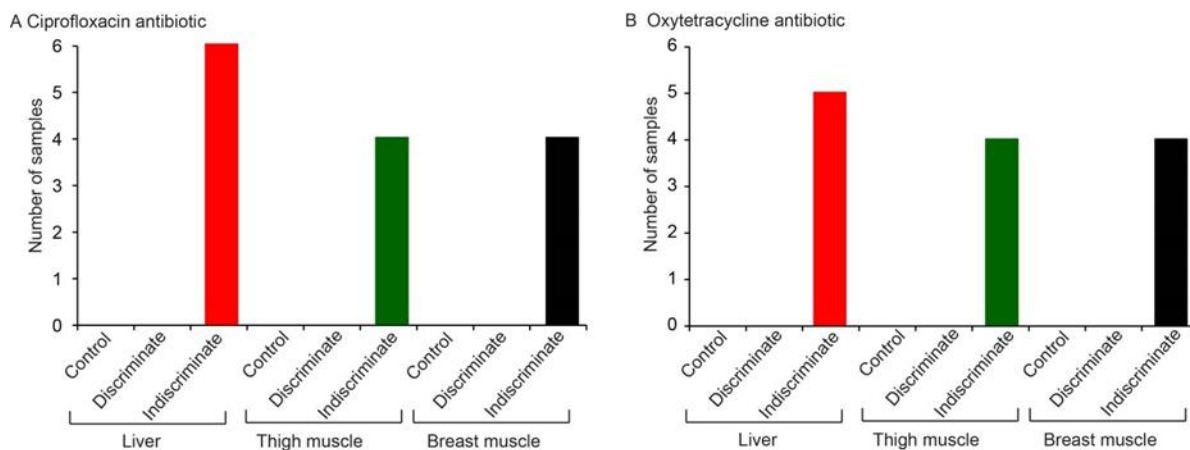 A Ciprofloxacin antibiotic
Number of samples
6
5
4
3
2
1
0
Control
Discriminate
Indiscriminate
Control
Discriminate
Indiscriminate
Control
Discriminate
Indiscriminate
Liver
Thigh muscle
Breast muscle
B Oxytetracycline antibiotic
Number of samples
6
5
4
3
2
1
0
Control
Discriminate
Indiscriminate
Control
Discriminate
Indiscriminate
Control
Discriminate
Indiscriminate
Liver
Thigh muscle
Breast muscle